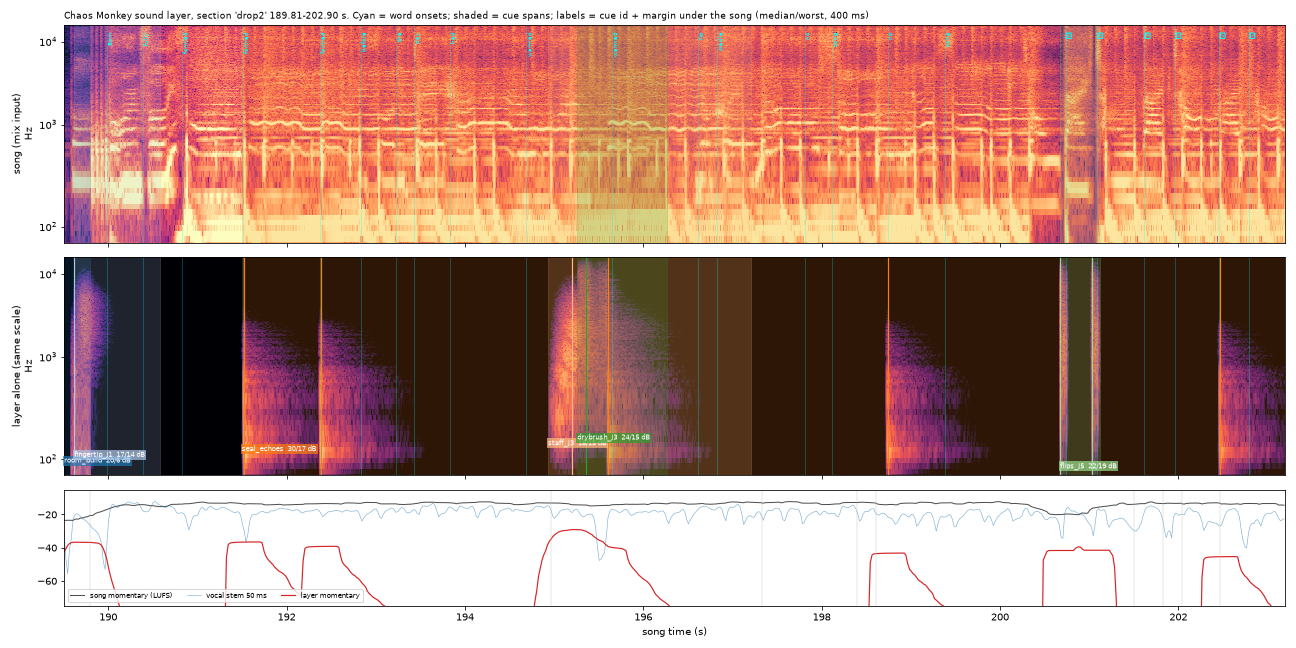 Chaos Monkey sound layer, section 'drop2' 189.81-202.90 s. Cyan = word onsets; shaded = cue spans; labels = cue id + margin under the song (median/worst, 400 ms)
song (mix input)
Hz
10⁴
10³
10²
layer alone (same scale)
Hz
10⁴
10³
10²
fingertip_j1 17/14 dB
seal_echoes 30/17 dB
staff_j3
drybrush_j3 24/15 dB
flips_j5 22/19 dB
−20
−40
−60
song momentary (LUFS)
vocal stem 50 ms
layer momentary
190
192
194
196
198
200
202
song time (s)